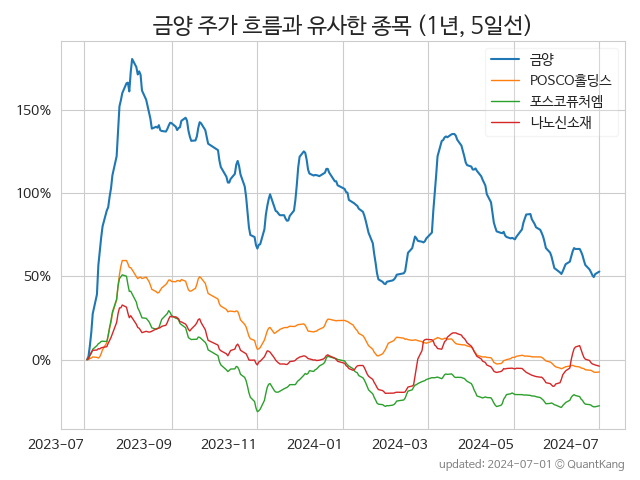 금양 주가 흐름과 유사한 종목 (1년, 5일선)
금양
POSCO홀딩스
포스코퓨처엠
나노신소재
150%
100%
50%
0%
2023-07 2023-09 2023-11 2024-01 2024-03 2024-05 2024-07
updated: 2024-07-01 © QuantKang